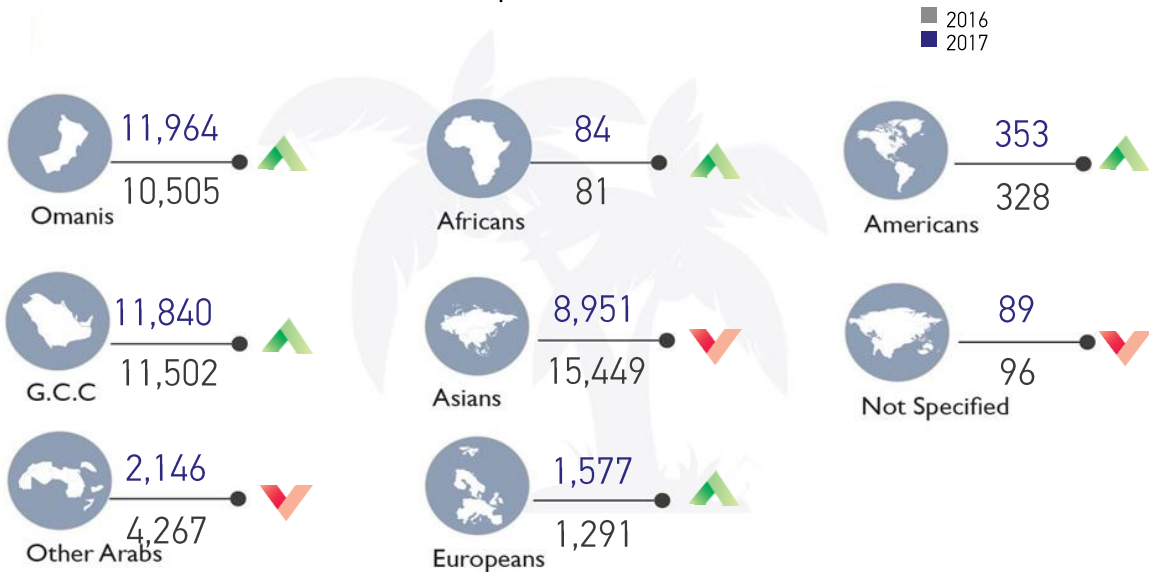 2016
2017
11,964
10,505
Omanis
84
81
Africans
353
328
Americans
11,840
11,502
G.C.C
8,951
15,449
Asians
89
96
Not Specified
2,146
4,267
Other Arabs
1,577
1,291
Europeans